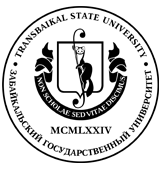 • TRANSBAIKAL STATE UNIVERSITY •
ЗАБАЙКАЛЬСКИЙ ГОСУДАРСТВЕННЫЙ УНИВЕРСИТЕТ
NON SCHOLAE SED VITAE DISCIMUS
MCMLXXIV